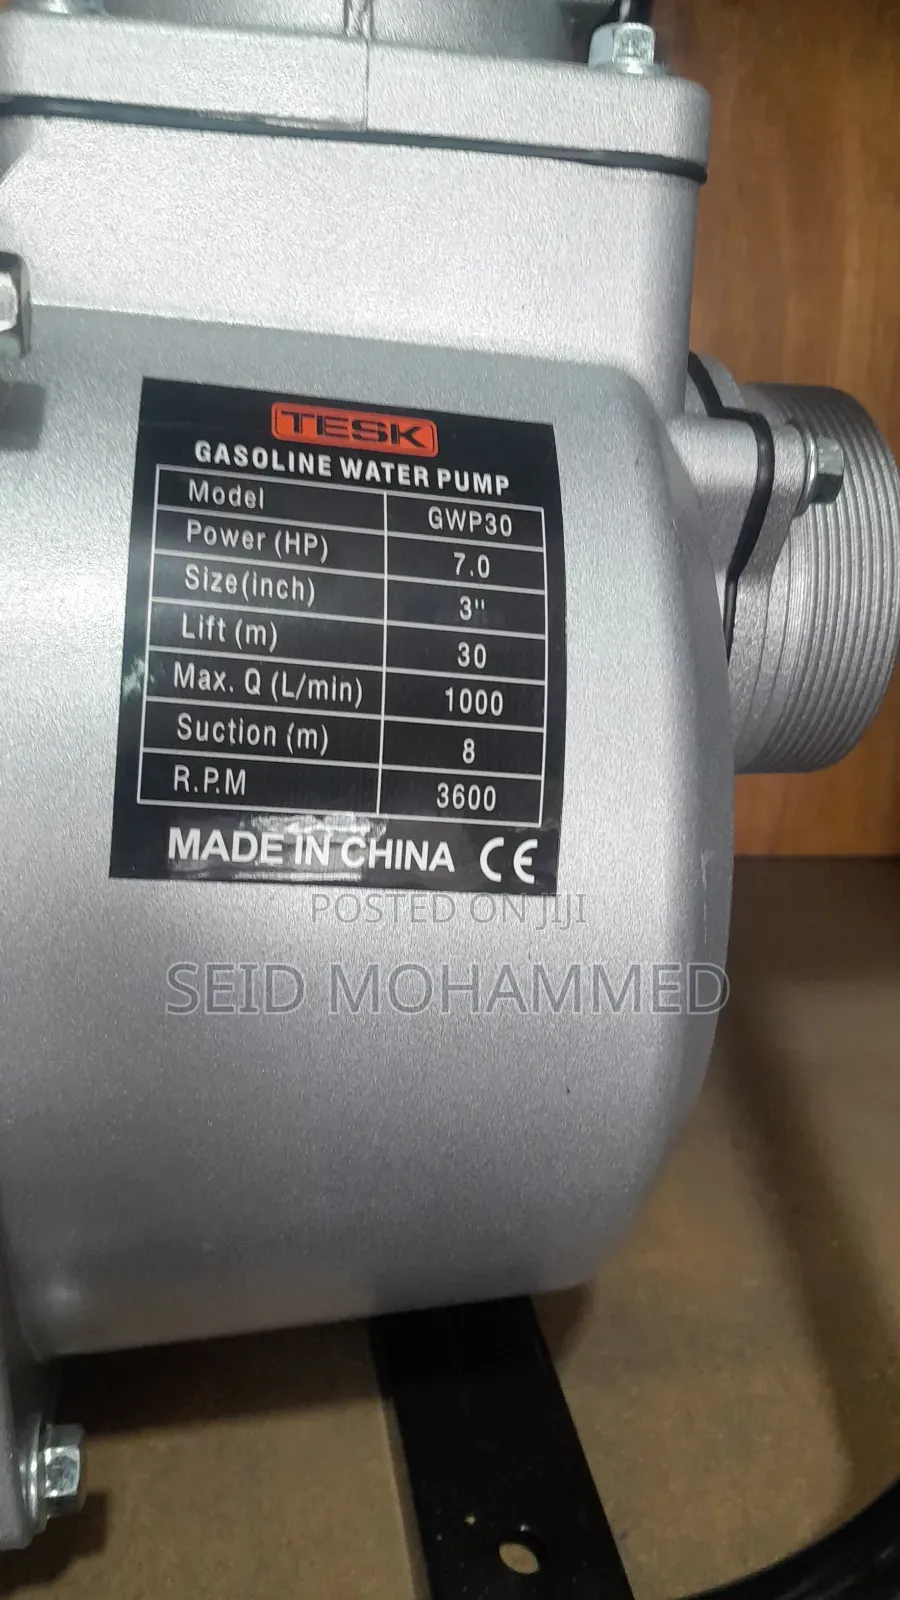 TESK
GASOLINE WATER PUMP
Model GWP30
Power (HP) 7.0
Size(inch) 3"
Lift (m) 30
Max. Q (L/min) 1000
Suction (m) 8
R.P.M 3600
MADE IN CHINA CE
POSTED ON JIJI
SEID MOHAMMED